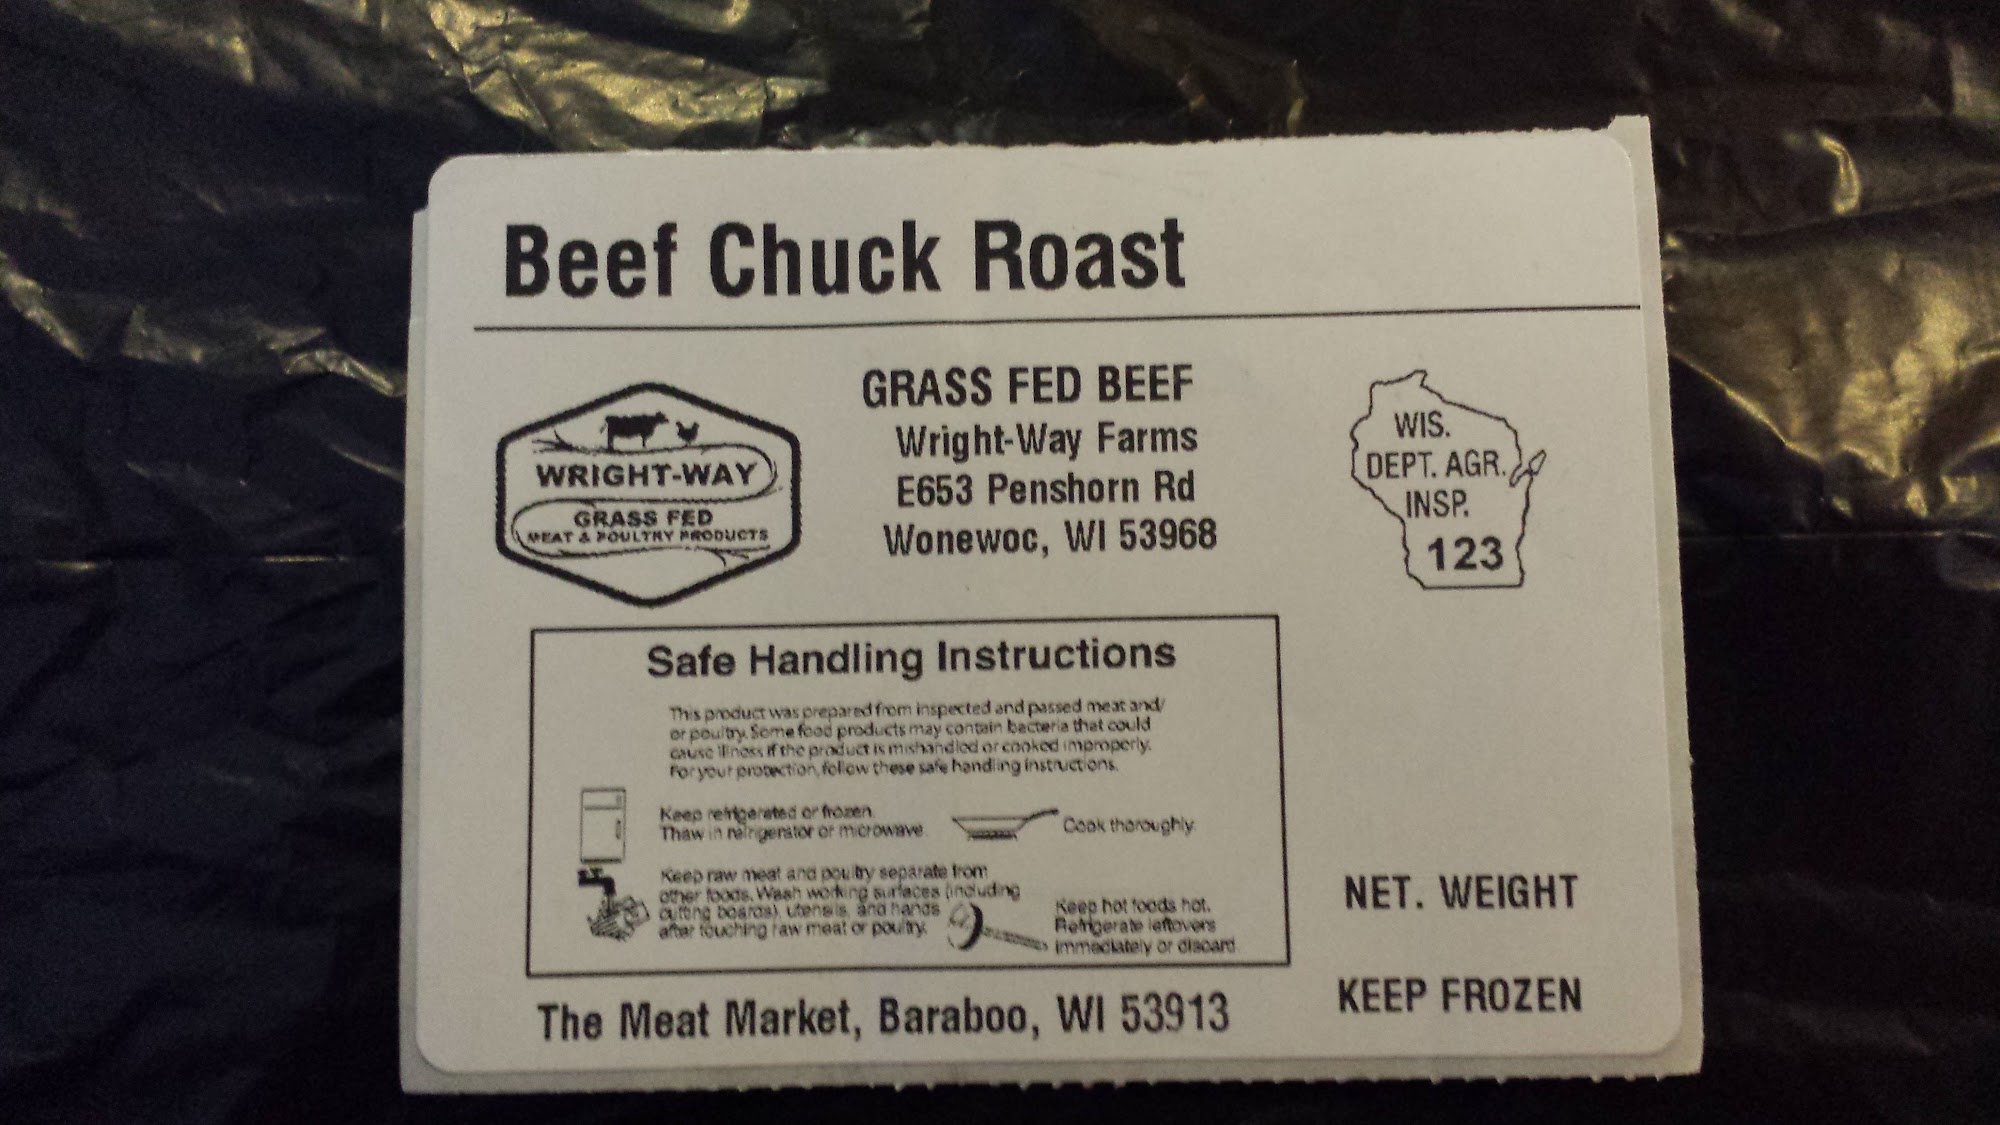 Beef Chuck Roast
WRIGHT-WAY
GRASS FED
MEAT & POULTRY PRODUCTS
GRASS FED BEEF
Wright-Way Farms
E653 Penshorn Rd
Wonewoc, WI 53968
WIS.
DEPT. AGR.
INSP.
123
Safe Handling Instructions
This product was prepared from inspected and passed meat and/
or poultry. Some food products may contain bacteria that could
cause illness if the product is mishandled or cooked improperly.
For your protection, follow these safe handling instructions.
Keep refrigerated or frozen.
Thaw in refrigerator or microwave.
Cook thoroughly.
Keep raw meat and poultry separate from
other foods. Wash working surfaces (including
cutting boards), utensils, and hands
after touching raw meat or poultry.
Keep hot foods hot.
Refrigerate leftovers
immediately or discard.
NET. WEIGHT
KEEP FROZEN
The Meat Market, Baraboo, WI 53913